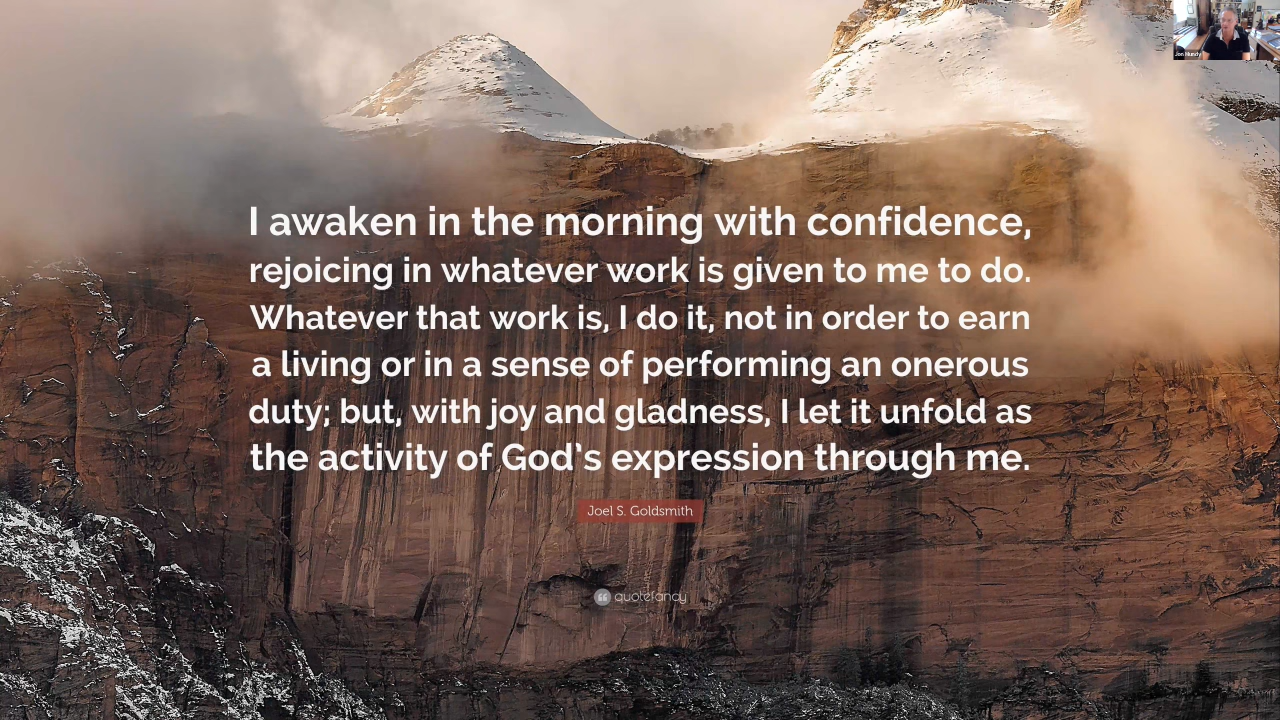 Jon Mundy
I awaken in the morning with confidence,
rejoicing in whatever work is given to me to do.
Whatever that work is, I do it, not in order to earn
a living or in a sense of performing an onerous
duty; but, with joy and gladness, I let it unfold as
the activity of God’s expression through me.
Joel S. Goldsmith
quotefancy